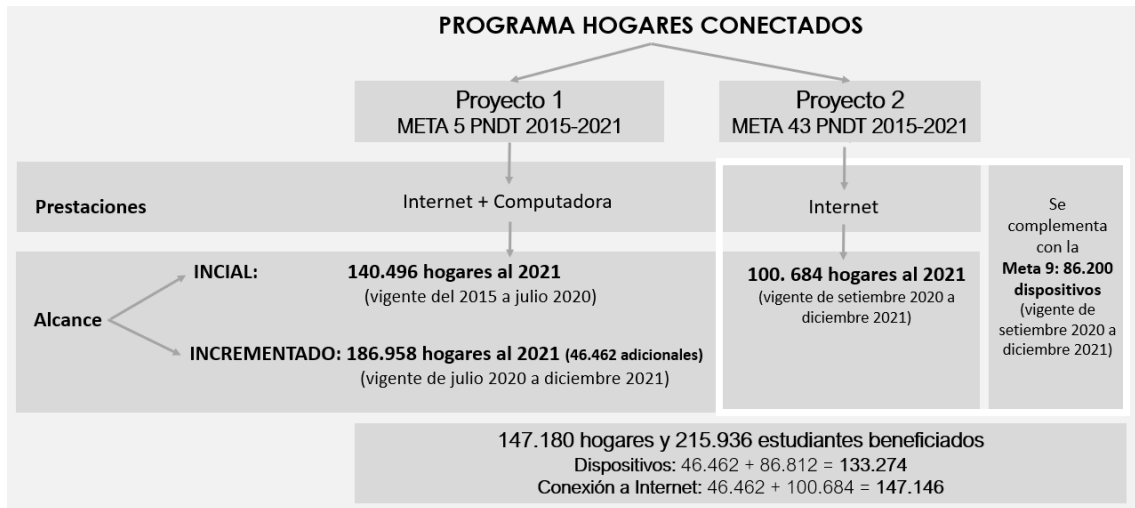 PROGRAMA HOGARES CONECTADOS
Proyecto 1
META 5 PNDT 2015-2021
Proyecto 2
META 43 PNDT 2015-2021
Prestaciones
Internet + Computadora
Internet
Se
complementa
con la
Meta 9: 86.200
dispositivos
(vigente de
setiembre 2020 a
diciembre 2021)
Alcance
INCIAL: 140.496 hogares al 2021
(vigente del 2015 a julio 2020)
INCREMENTADO: 186.958 hogares al 2021 (46.462 adicionales)
(vigente de julio 2020 a diciembre 2021)
100. 684 hogares al 2021
(vigente de setiembre 2020 a
diciembre 2021)
147.180 hogares y 215.936 estudiantes beneficiados
Dispositivos: 46.462 + 86.812 = 133.274
Conexión a Internet: 46.462 + 100.684 = 147.146